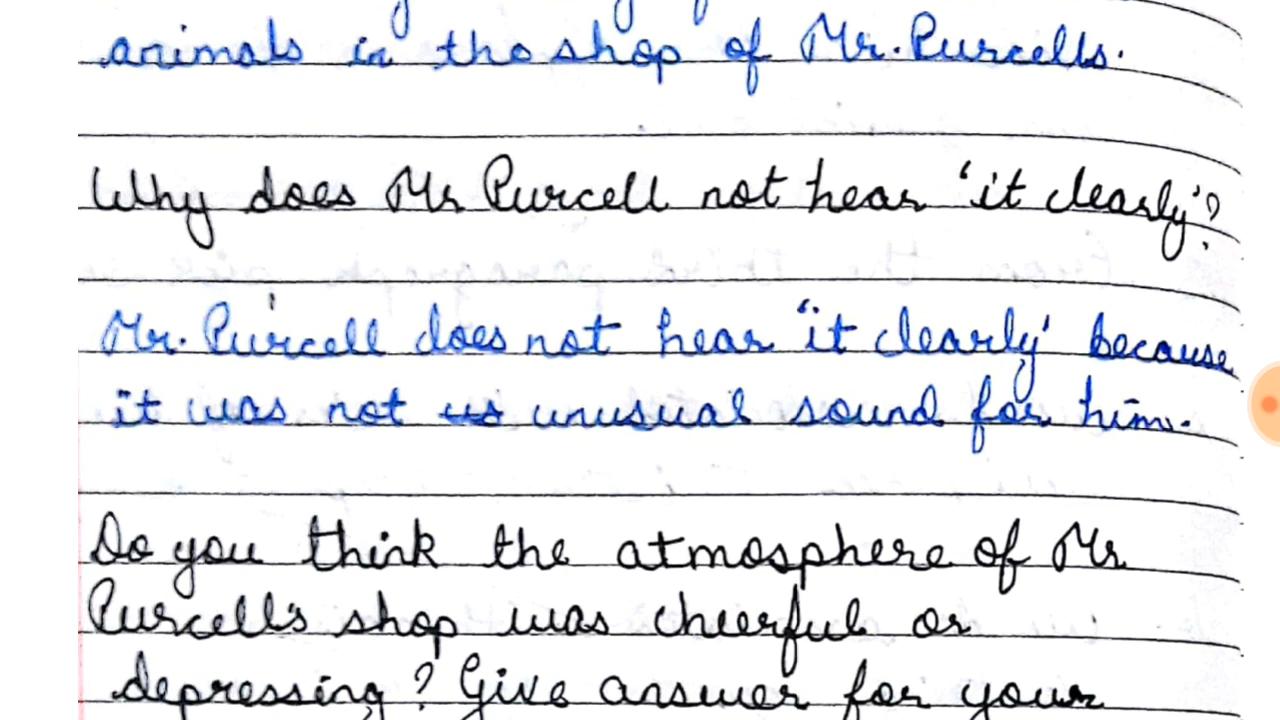 animals in the shop of Mr. Purcells.
Why does Mr Purcell not hear 'it clearly'?
Mr. Purcell does not hear 'it clearly' because
it was not unusual sound for him.
Do you think the atmosphere of Mr
Purcell's shop was cheerful or
depressing? Give answer for your